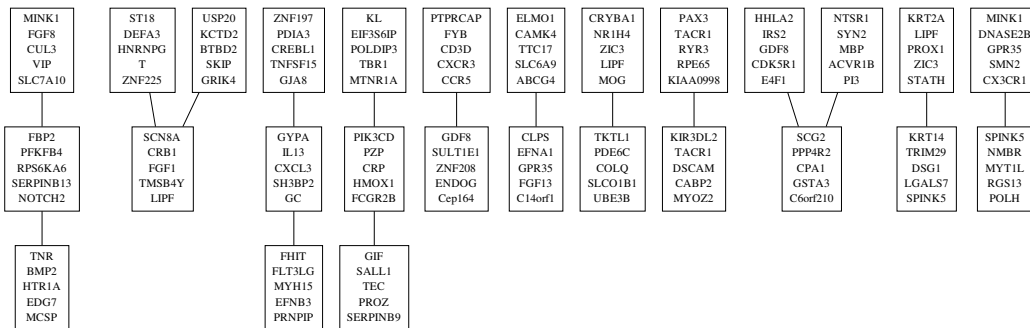 MINK1
FGF8
CUL3
VIP
SLC7A10
ST18
DEFA3
HNRNPG
T
ZNF225
USP20
KCTD2
BTBD2
SKIP
GRIK4
ZNF197
PDIA3
CREBL1
TNFSF15
GJA8
KL
EIF3S6IP
POLDIP3
TBR1
MTNR1A
PTPRCAP
FYB
CD3D
CXCR3
CCR5
ELMO1
CAMK4
TTC17
SLC6A9
ABCG4
CRYBA1
NR1H4
ZIC3
LIPF
MOG
PAX3
TACR1
RYR3
RPE65
KIAA0998
HHLA2
IRS2
GDF8
CDK5R1
E4F1
NTSR1
SYN2
MBP
ACVR1B
PI3
KRT2A
LIPF
PROX1
ZIC3
STATH
MINK1
DNASE2B
GPR35
SMN2
CX3CR1
FBP2
PFKFB4
RPS6KA6
SERPINB13
NOTCH2
SCN8A
CRB1
FGF1
TMSB4Y
LIPF
GYPA
IL13
CXCL3
SH3BP2
GC
PIK3CD
PZP
CRP
HMOX1
FCGR2B
GDF8
SULT1E1
ZNF208
ENDOG
Cep164
CLPS
EFNA1
GPR35
FGF13
C14orf1
TKTL1
PDE6C
COLQ
SLCO1B1
UBE3B
KIR3DL2
TACR1
DSCAM
CABP2
MYOZ2
SCG2
PPP4R2
CPA1
GSTA3
C6orf210
KRT14
TRIM29
DSG1
LGALS7
SPINK5
SPINK5
NMBR
MYT1L
RGS13
POLH
TNR
BMP2
HTR1A
EDG7
MCSP
FHIT
FLT3LG
MYH15
EFNB3
PRNPIP
GIF
SALL1
TEC
PROZ
SERPINB9